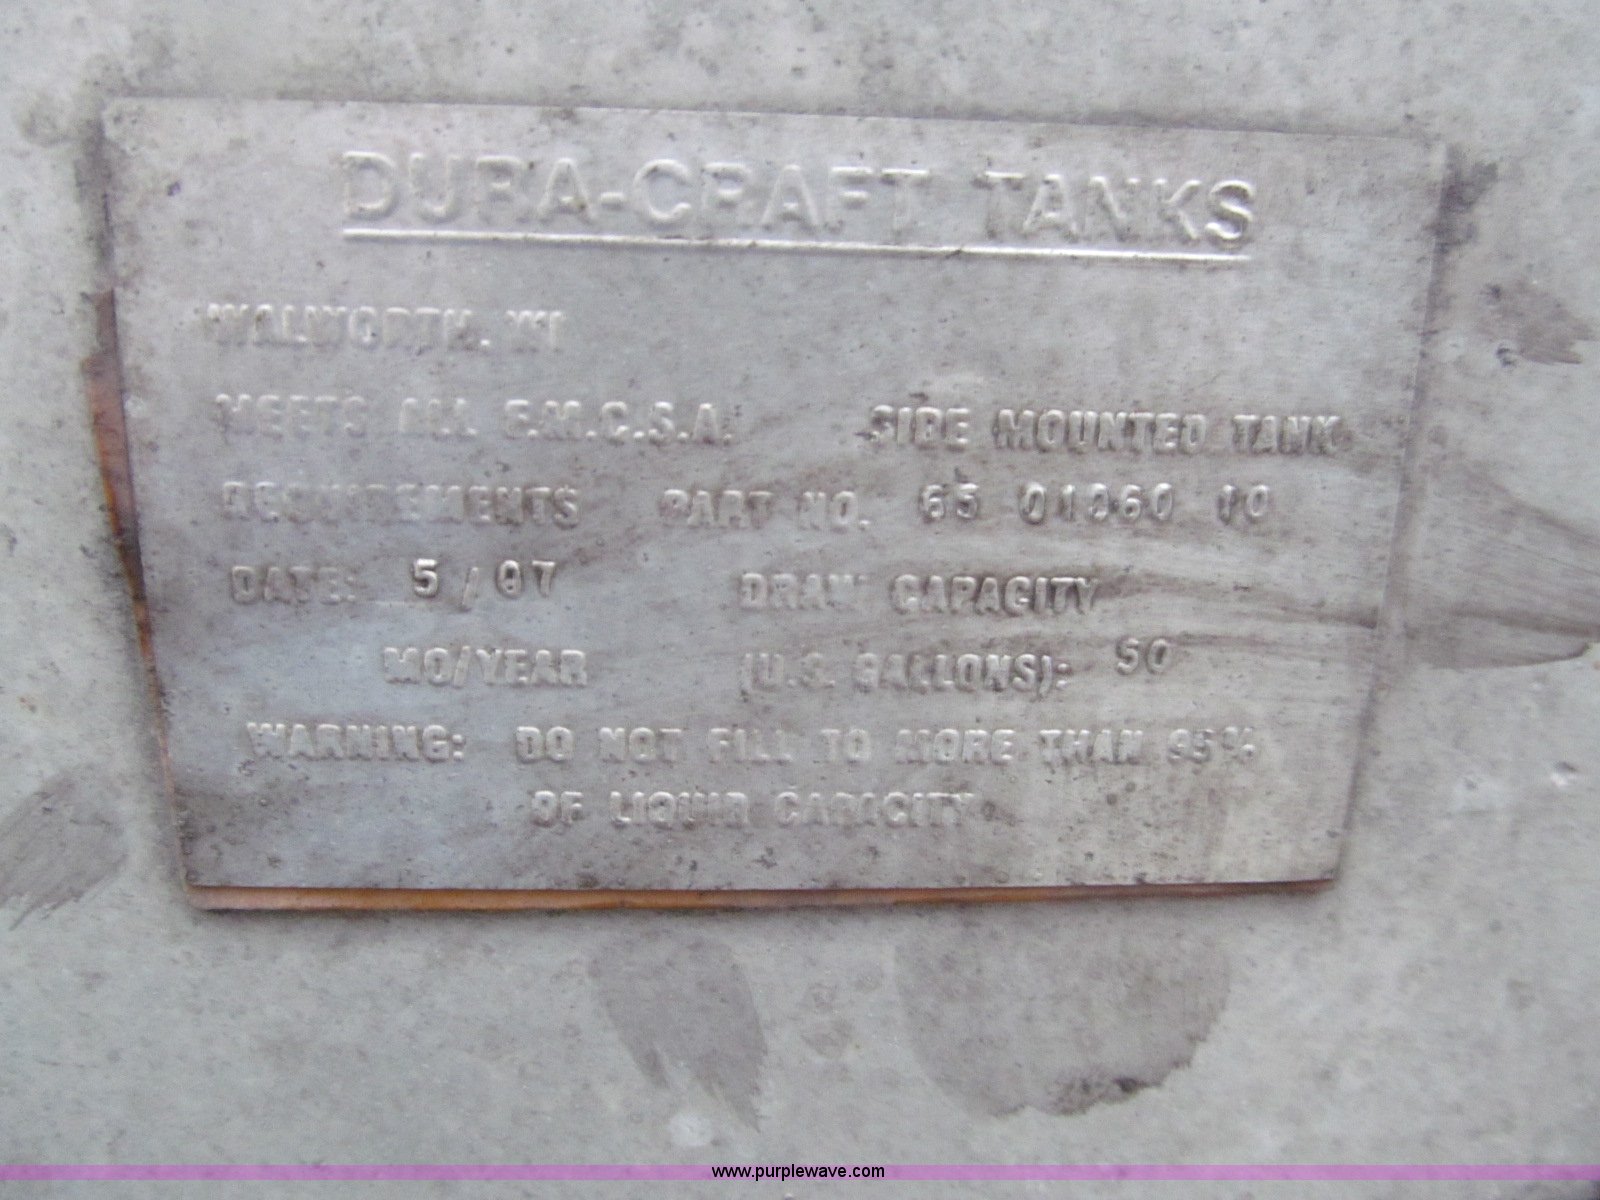 DURA-CRAFT TANKS
WALWORTH, WI
MEETS ALL F.M.C.S.A. SIDE MOUNTED TANK
REQUIREMENTS PART NO. 65 01960 10
DATE: 5 / 07 DRAW CAPACITY
MO/YEAR (U.S. GALLONS): 50
WARNING: DO NOT FILL TO MORE THAN 95%
OF LIQUID CAPACITY
www.purplewave.com